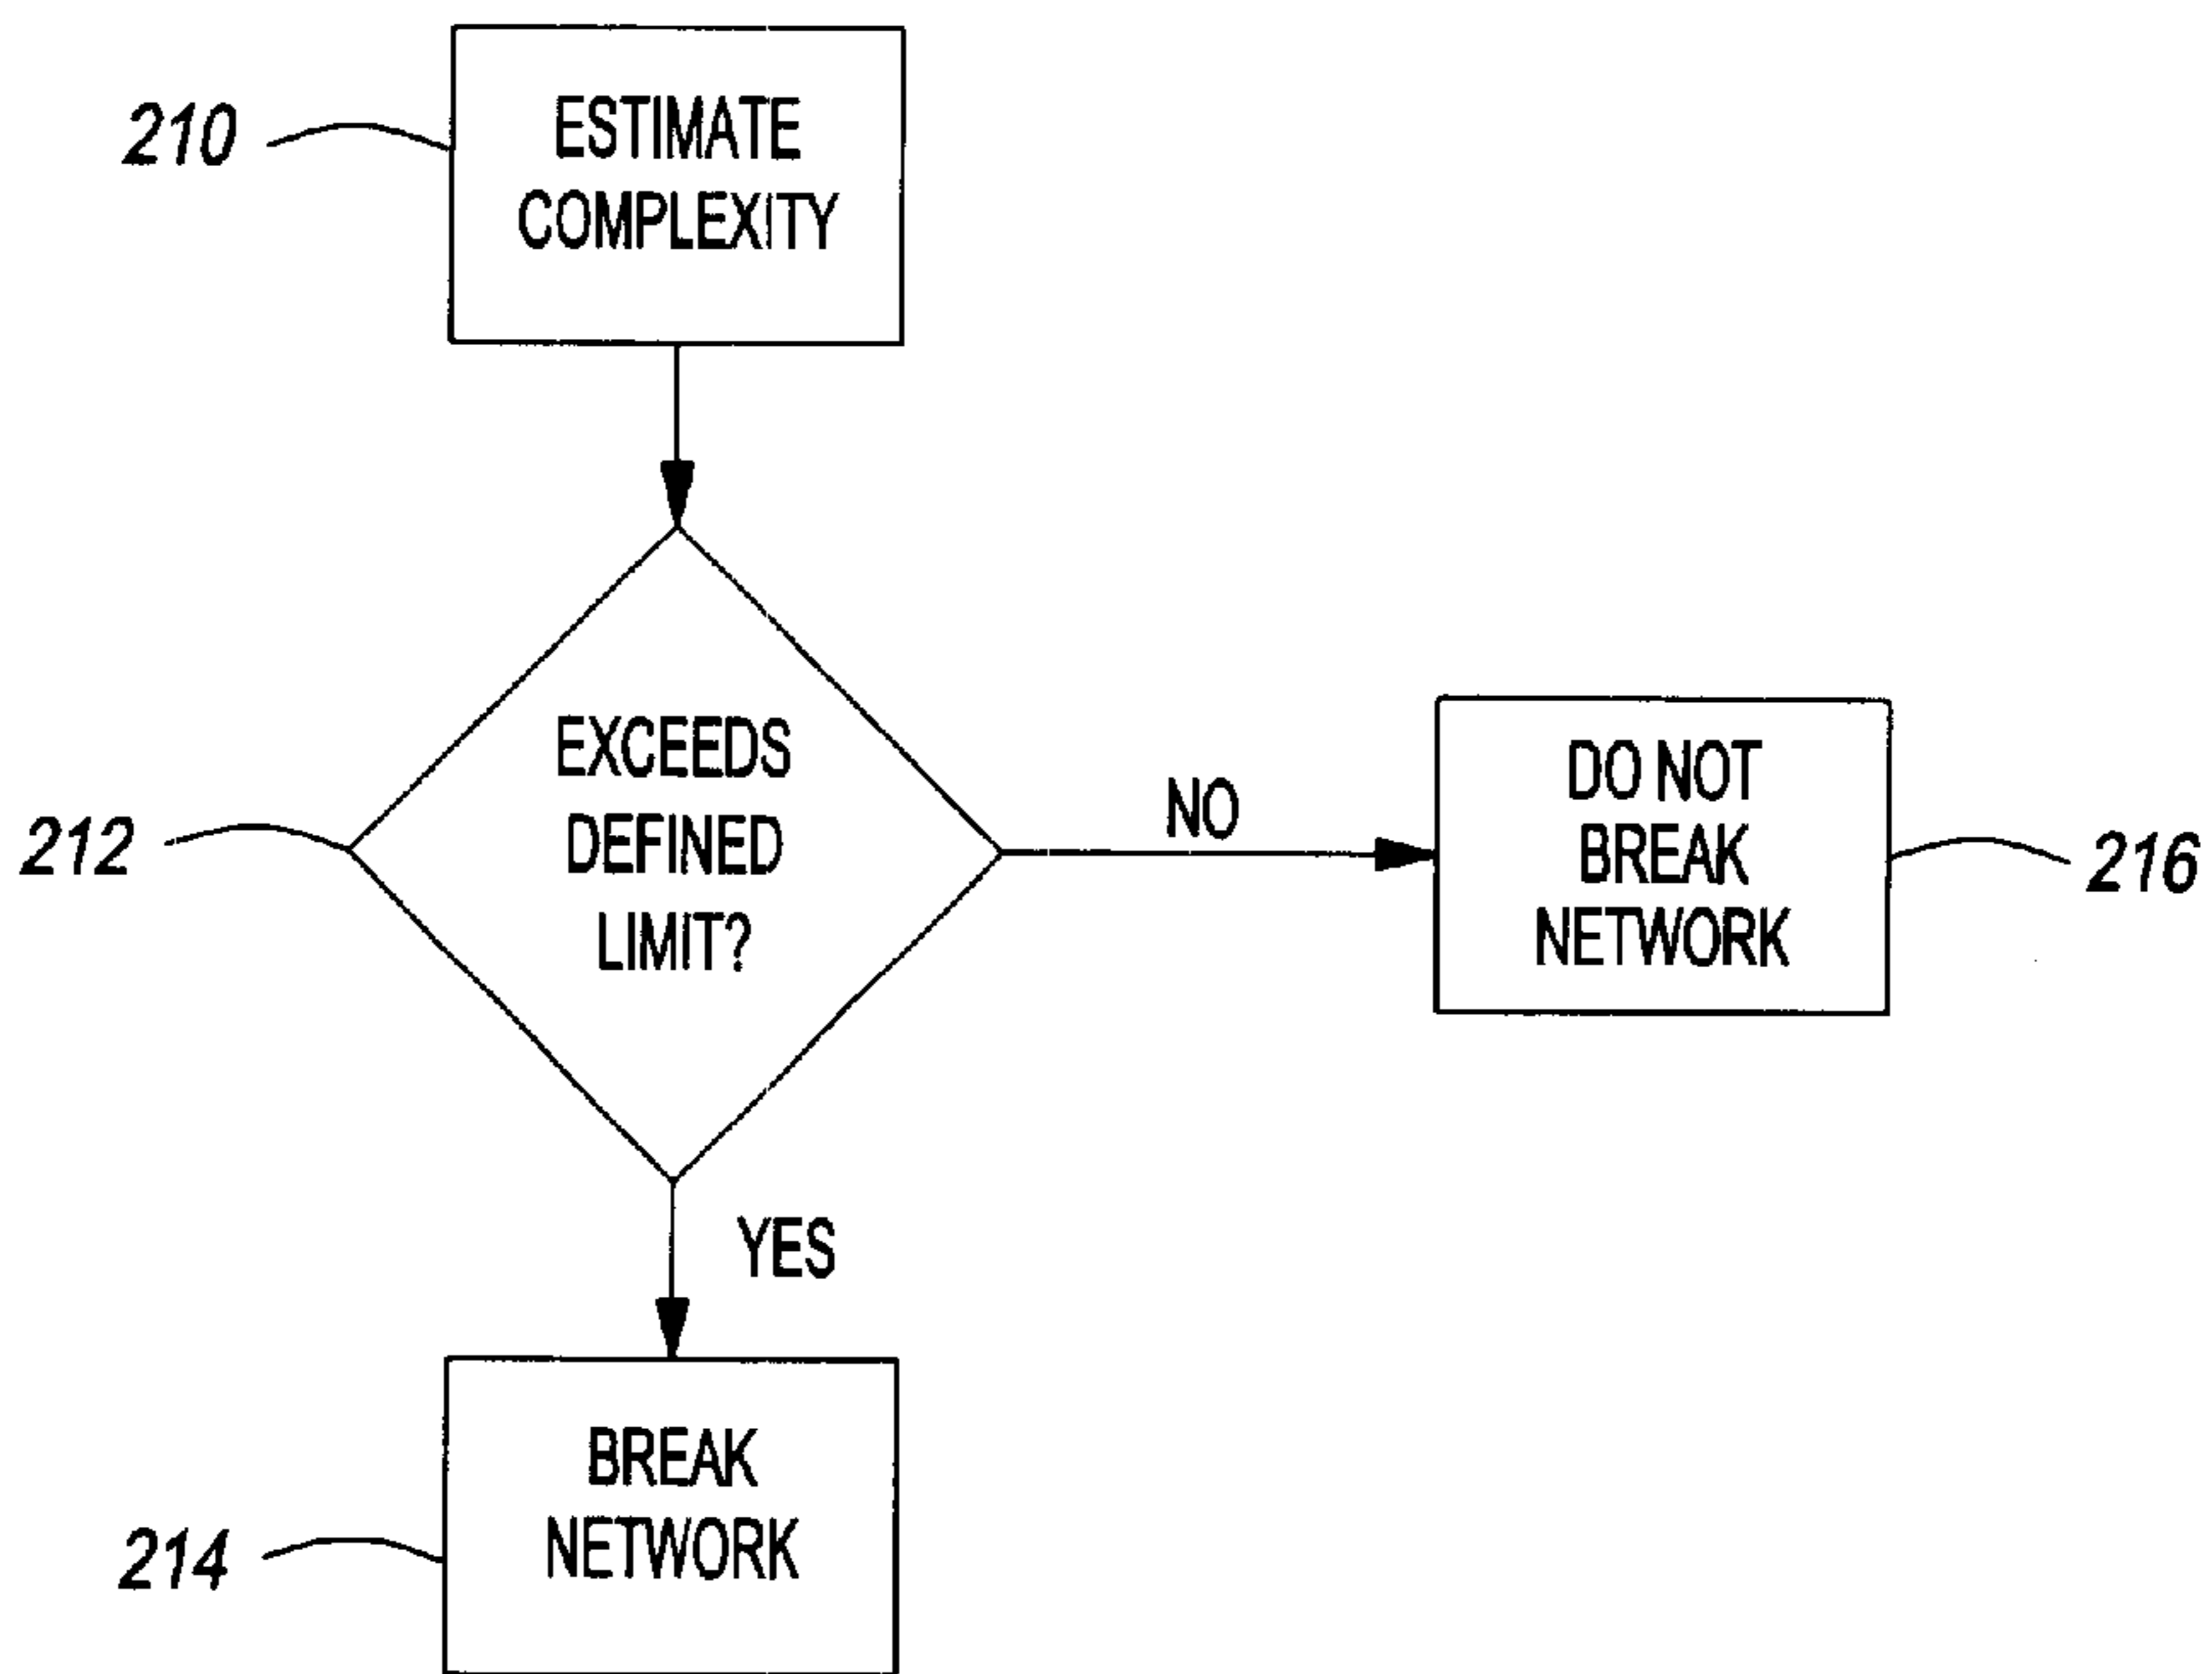 210
ESTIMATE
COMPLEXITY
212
EXCEEDS
DEFINED
LIMIT?
NO
DO NOT
BREAK
NETWORK
216
YES
214
BREAK
NETWORK